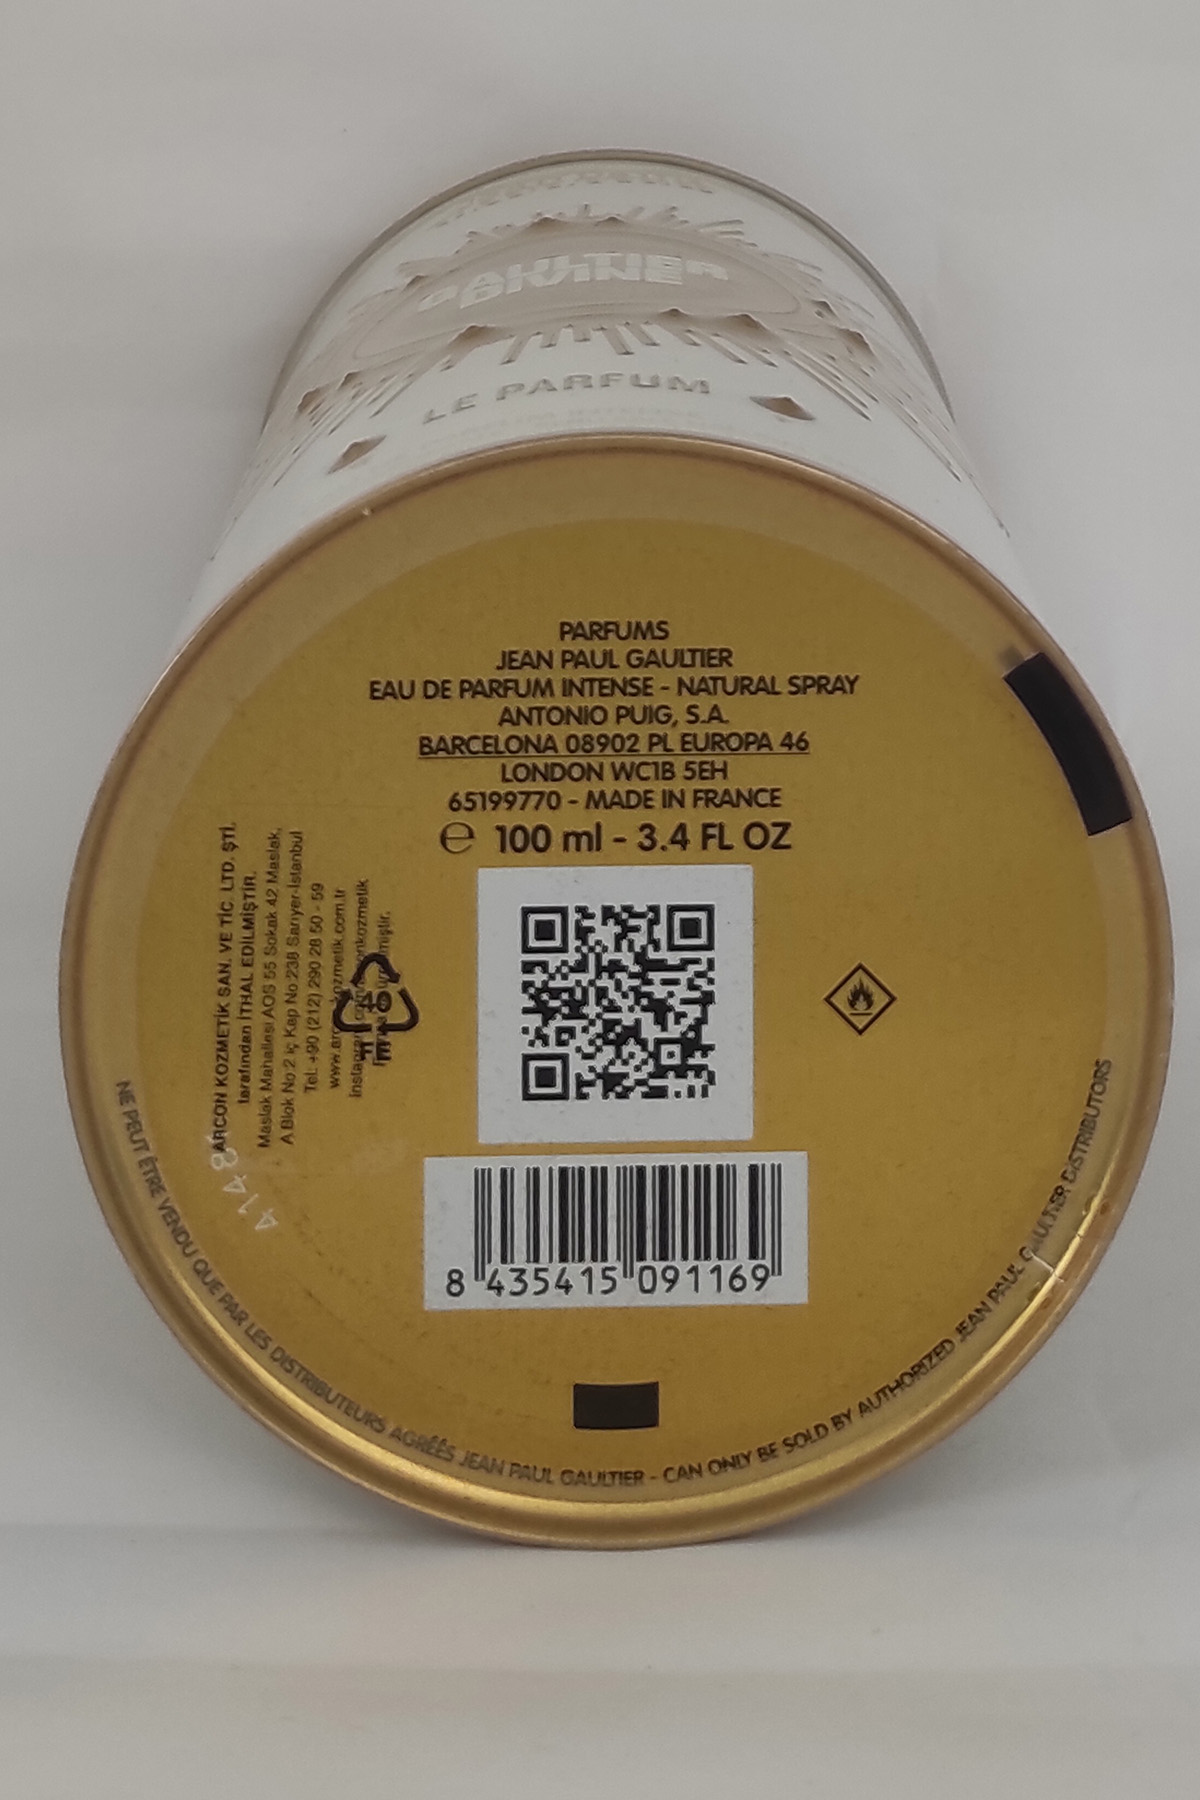 GAULTIER
DIVINE
LE PARFUM
PARFUMS
JEAN PAUL GAULTIER
EAU DE PARFUM INTENSE - NATURAL SPRAY
ANTONIO PUIG, S.A.
BARCELONA 08902 PL EUROPA 46
LONDON WC1B 5EH
65199770 - MADE IN FRANCE
℮ 100 ml - 3.4 FL OZ
ARCON KOZMETİK SAN. VE TİC. LTD. ŞTİ.
tarafından İTHAL EDİLMİŞTİR.
Maslak Mahallesi AOS 55 Sokak 42 Maslak,
A Blok No:2 iç Kapı No:238 Sarıyer-İstanbul
Tel: +90 (212) 290 28 50 - 59
4148
8 435415 091169
NE PEUT ÊTRE VENDU QUE PAR LES DISTRIBUTEURS AGRÉÉS JEAN PAUL GAULTIER - CAN ONLY BE SOLD BY AUTHORIZED JEAN PAUL GAULTIER DISTRIBUTORS